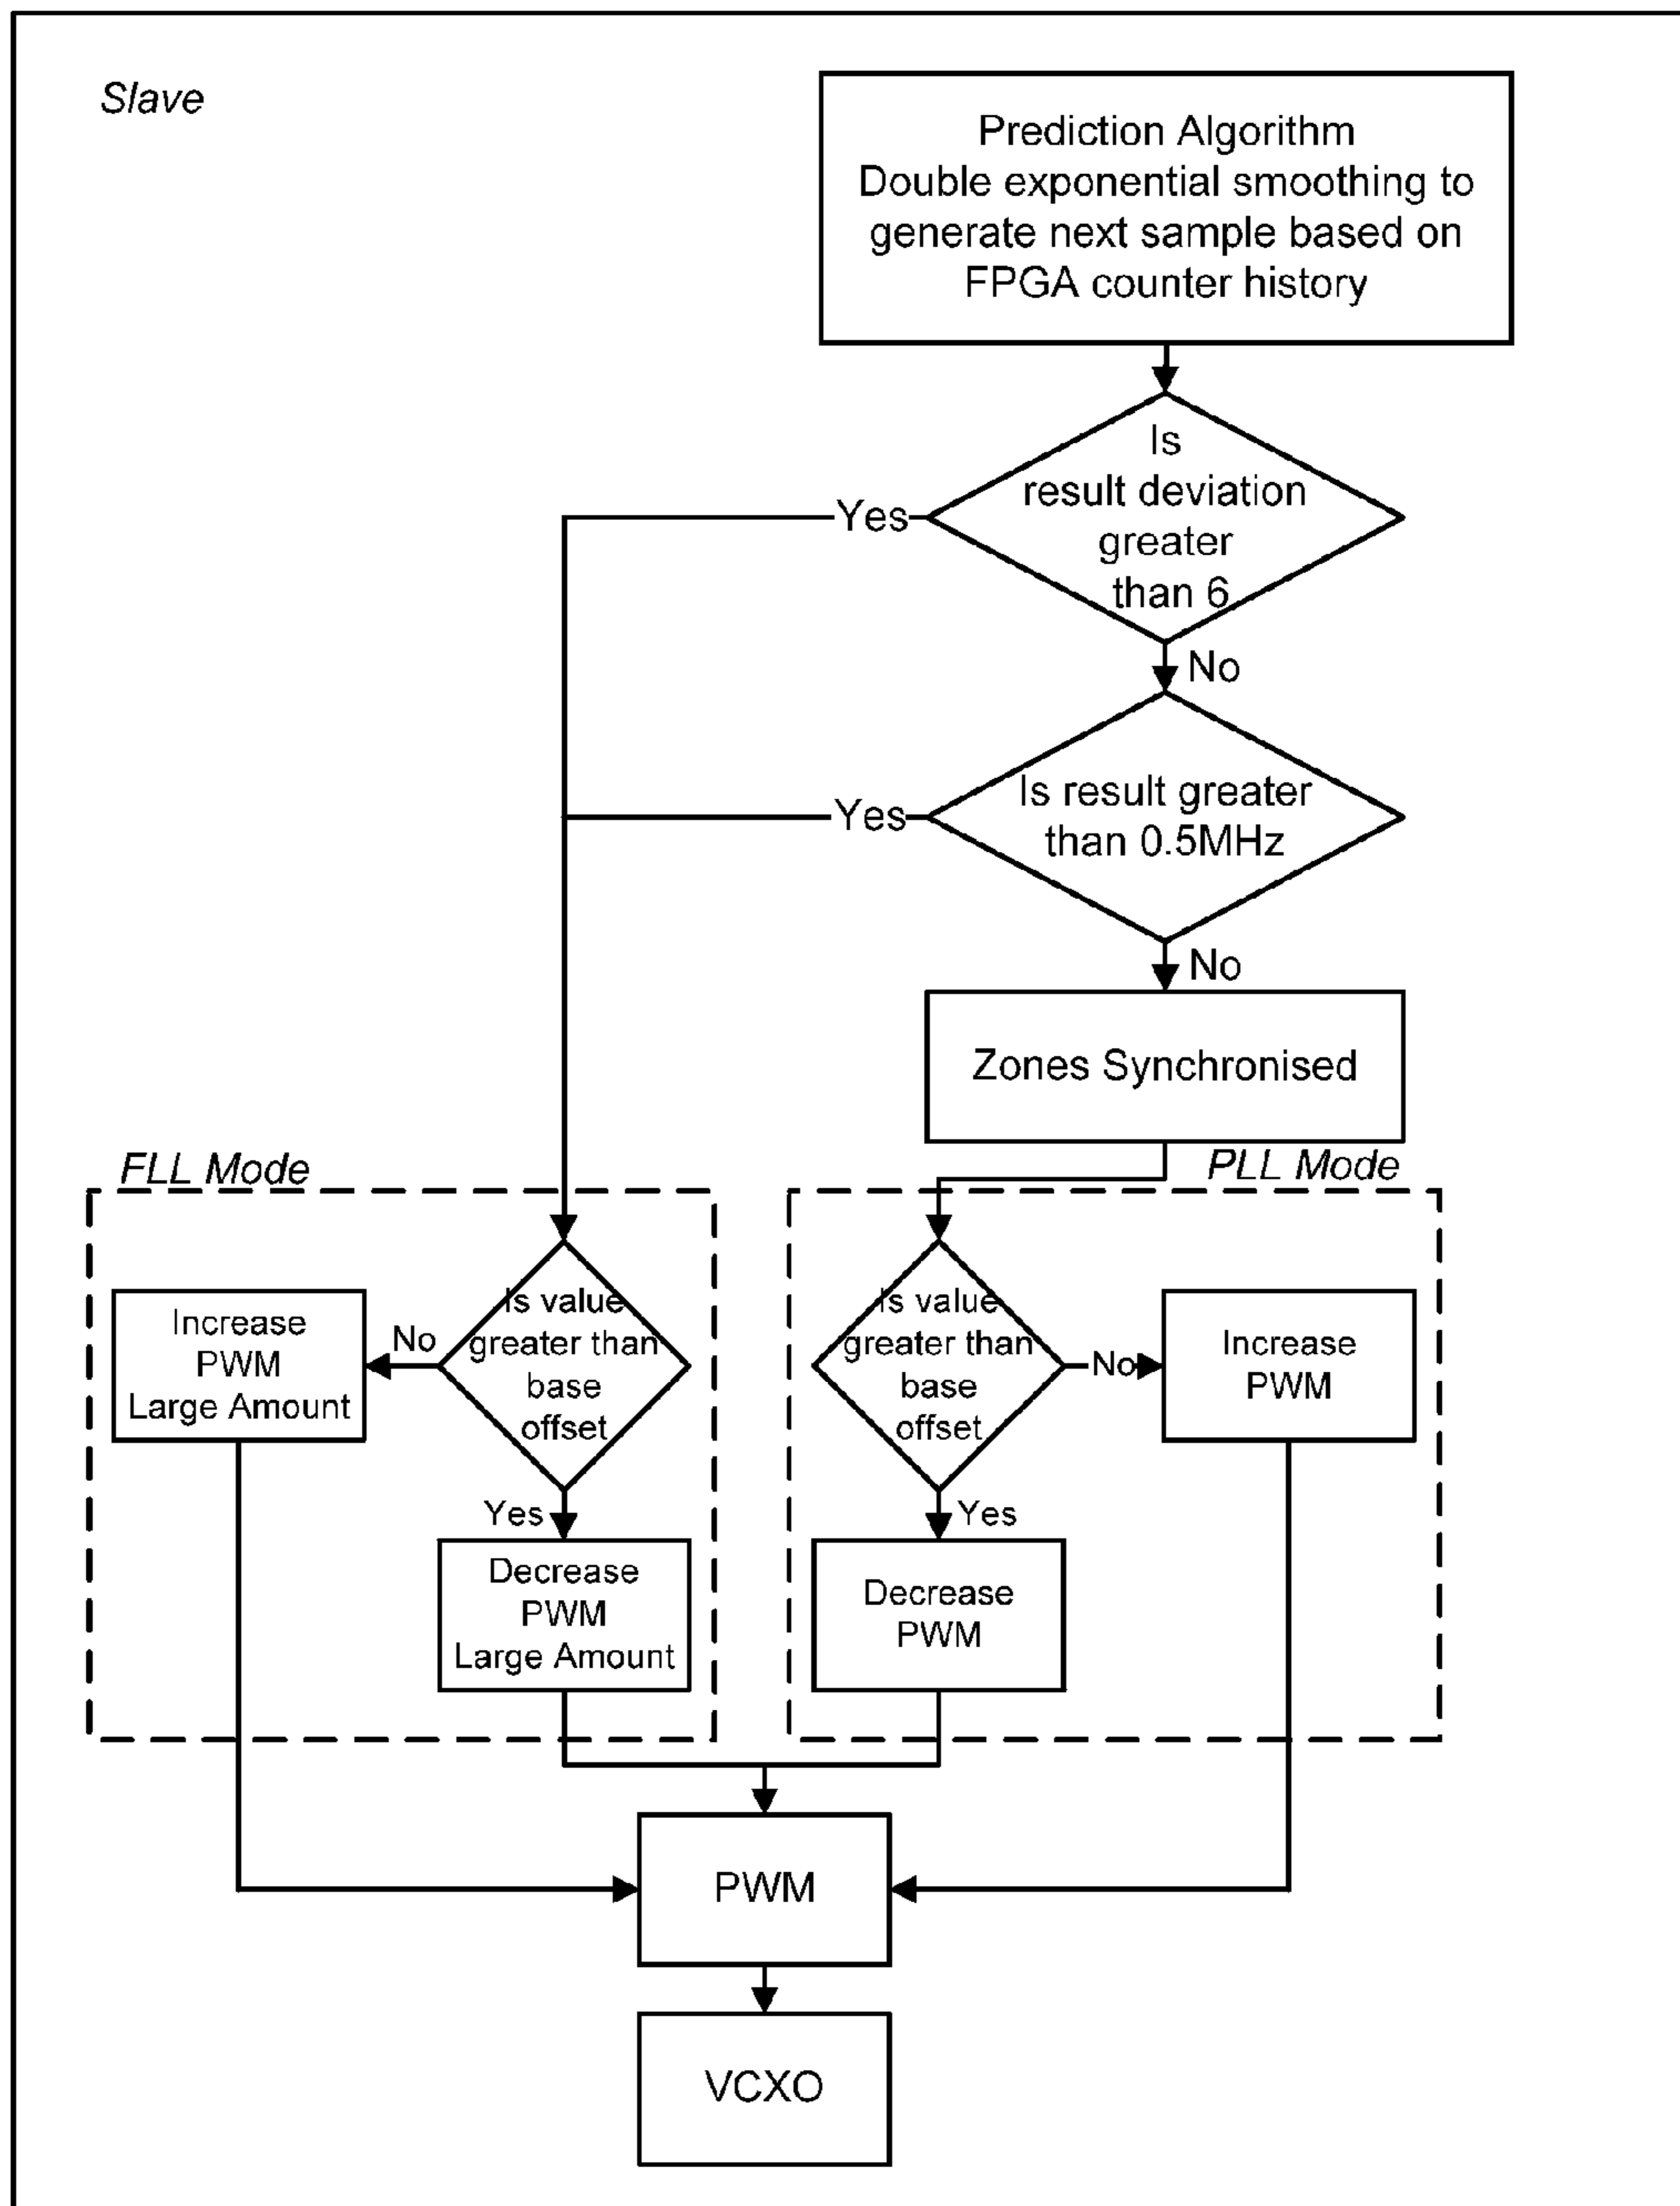 Slave
Prediction Algorithm
Double exponential smoothing to
generate next sample based on
FPGA counter history
Is
result deviation
greater
than 6
Yes
No
Is result greater
than 0.5MHz
Yes
No
Zones Synchronised
FLL Mode
PLL Mode
Increase
PWM
Large Amount
No
Is value
greater than
base
offset
Yes
Decrease
PWM
Large Amount
Is value
greater than
base
offset
No
Increase
PWM
Yes
Decrease
PWM
PWM
VCXO